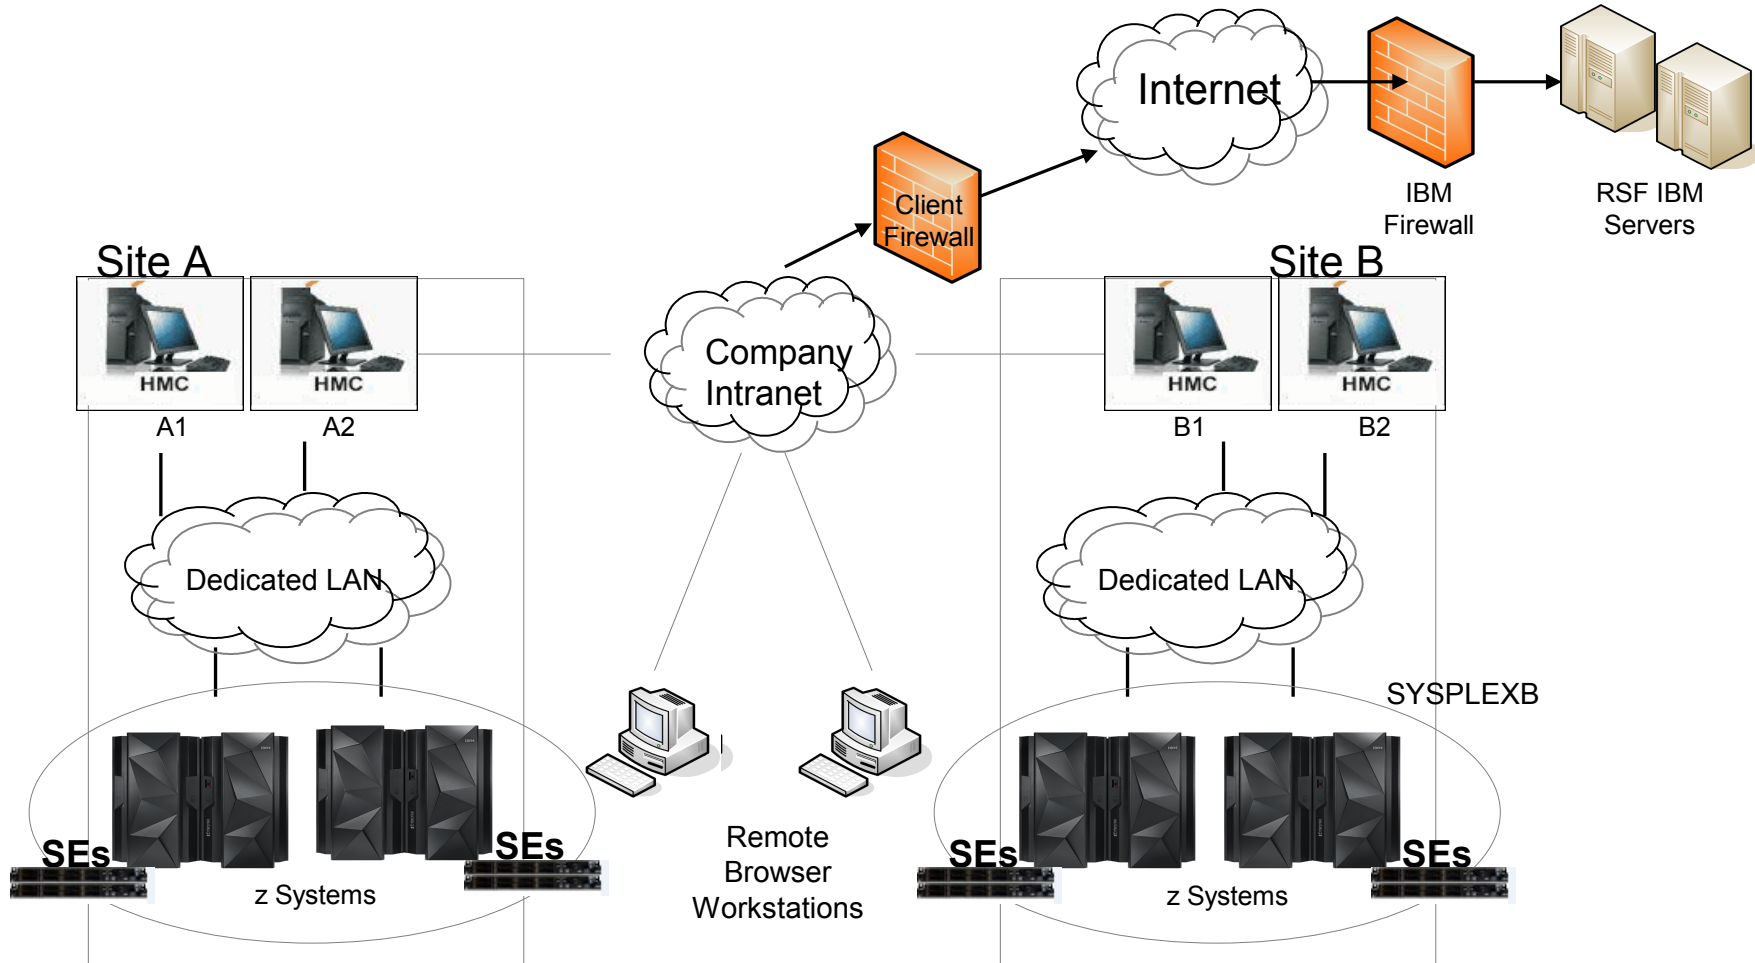 Internet
IBM
Firewall
RSF IBM
Servers
Client
Firewall
Site A
Site B
HMC
HMC
Company
Intranet
HMC
HMC
A1
A2
B1
B2
Dedicated LAN
Dedicated LAN
SYSPLEXB
SEs
SEs
z Systems
Remote
Browser
Workstations
SEs
SEs
z Systems